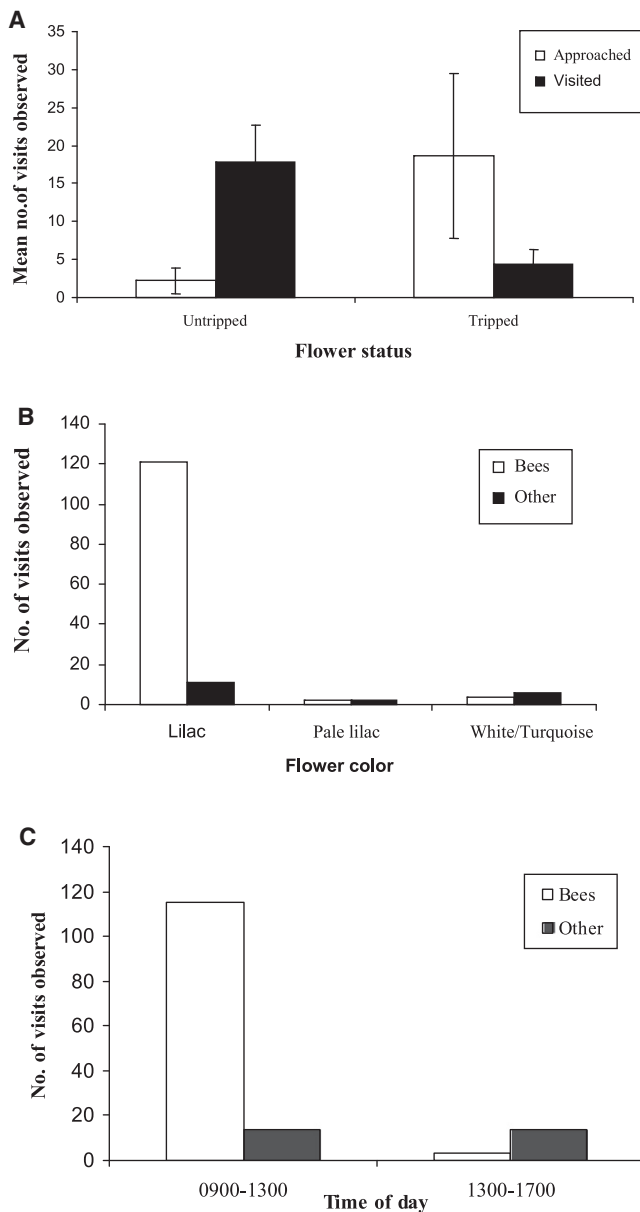 A
Mean no.of visits observed
35
30
25
20
15
10
5
0
Approached
Visited
Untripped
Tripped
Flower status
B
No. of visits observed
140
120
100
80
60
40
20
0
Bees
Other
Lilac
Pale lilac
White/Turquoise
Flower color
C
No. of visits observed
140
120
100
80
60
40
20
0
Bees
Other
0900-1300
1300-1700
Time of day